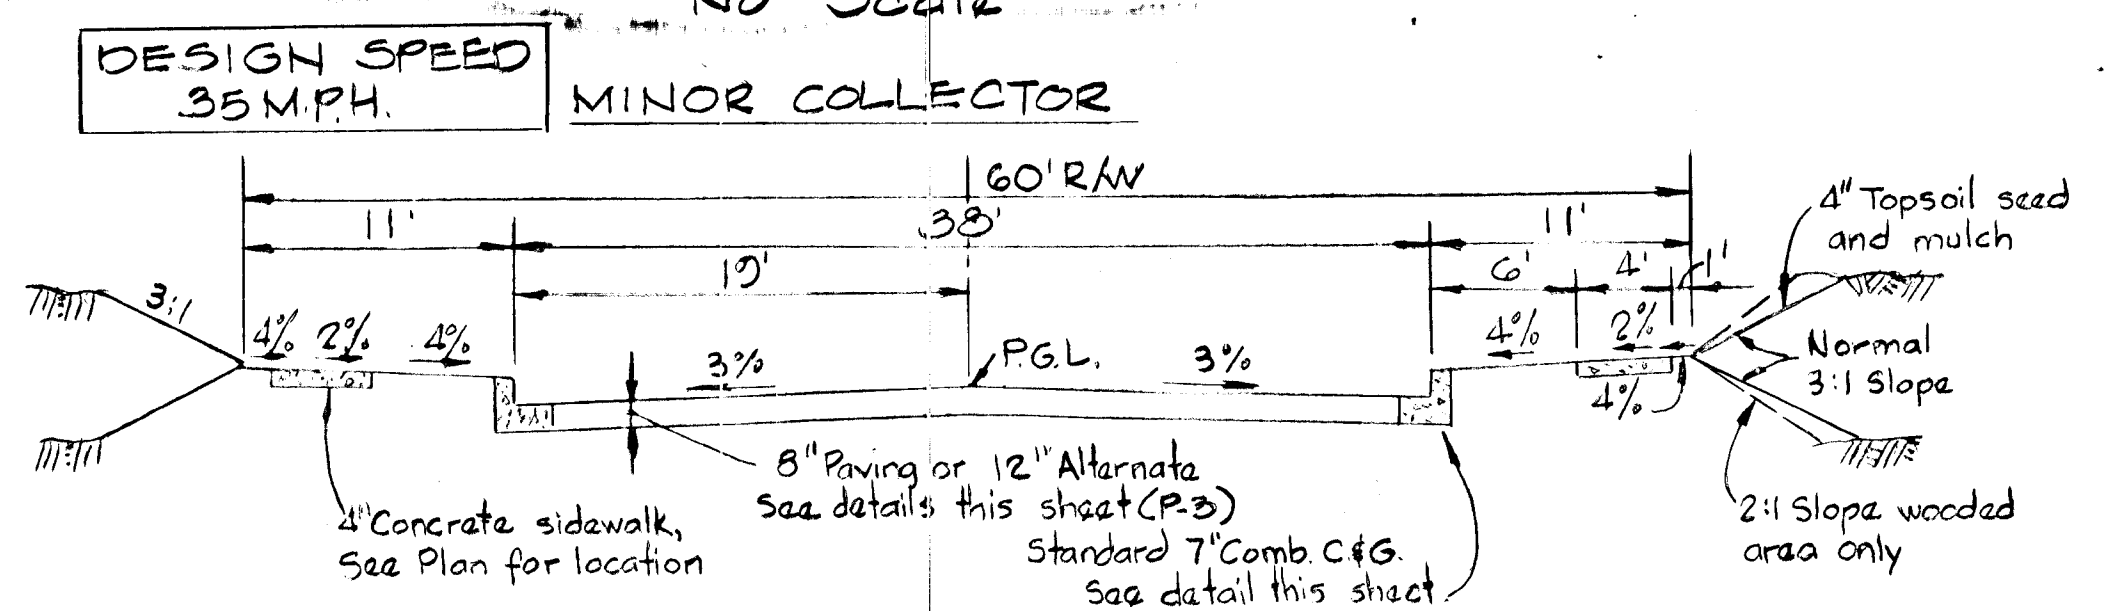 No Scale
DESIGN SPEED
35 M.P.H.
MINOR COLLECTOR
60' R/W
11'
38'
11'
19'
6'
4'
1'
4" Topsoil seed
and mulch
3:1
4%
2%
4%
3%
P.G.L.
3%
4%
2%
4%
Normal
3:1 Slope
8" Paving or 12" Alternate
See details this sheet (P-3)
4" Concrete sidewalk,
See Plan for location
Standard 7" Comb. C.&G.
See detail this sheet.
2:1 Slope wooded
area only